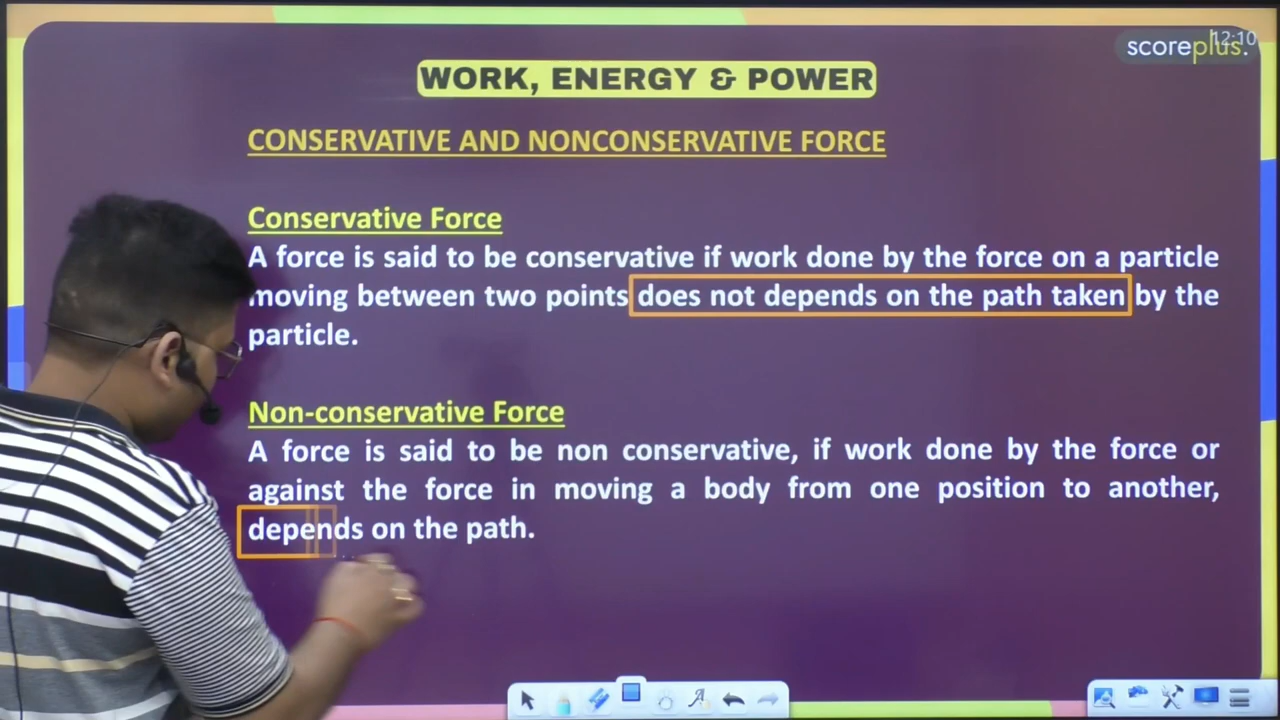 12:10
scoreplus.
WORK, ENERGY & POWER
CONSERVATIVE AND NONCONSERVATIVE FORCE
Conservative Force
A force is said to be conservative if work done by the force on a particle
moving between two points does not depends on the path taken by the
particle.
Non-conservative Force
A force is said to be non conservative, if work done by the force or
against the force in moving a body from one position to another,
depends on the path.